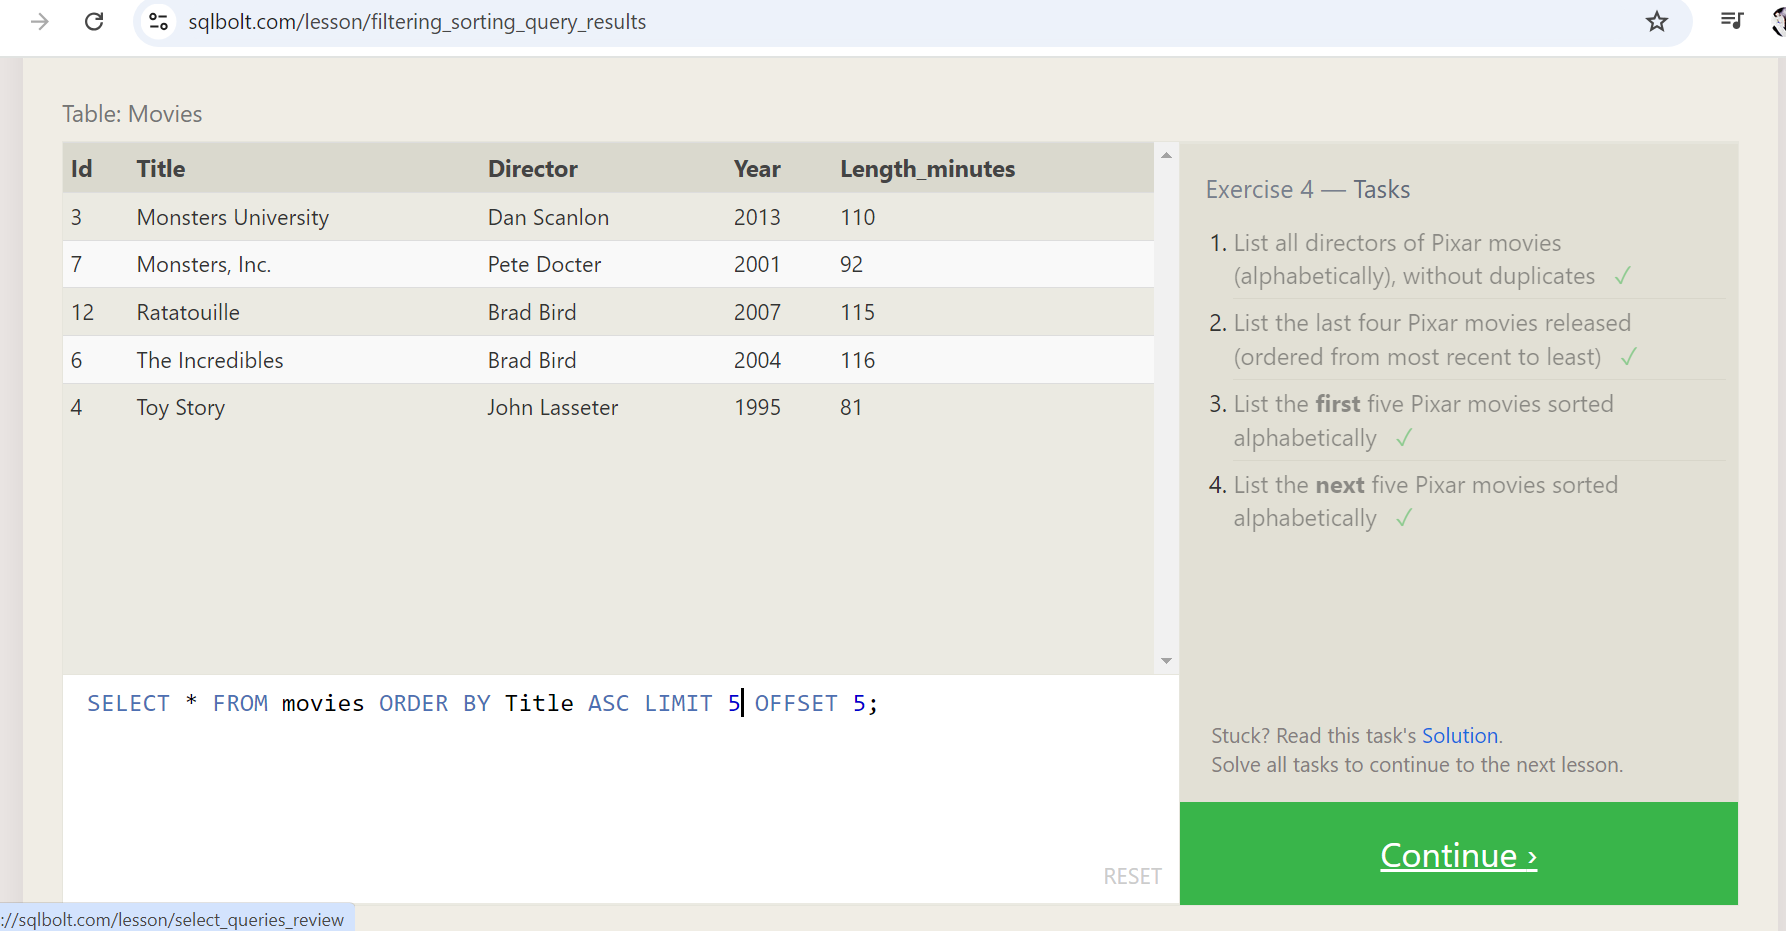 sqlbolt.com/lesson/filtering_sorting_query_results
Table: Movies
Id Title Director Year Length_minutes
3 Monsters University Dan Scanlon 2013 110
7 Monsters, Inc. Pete Docter 2001 92
12 Ratatouille Brad Bird 2007 115
6 The Incredibles Brad Bird 2004 116
4 Toy Story John Lasseter 1995 81
SELECT * FROM movies ORDER BY Title ASC LIMIT 5 OFFSET 5;
RESET
Exercise 4 — Tasks
1. List all directors of Pixar movies
(alphabetically), without duplicates ✓
2. List the last four Pixar movies released
(ordered from most recent to least) ✓
3. List the first five Pixar movies sorted
alphabetically ✓
4. List the next five Pixar movies sorted
alphabetically ✓
Stuck? Read this task's Solution.
Solve all tasks to continue to the next lesson.
Continue ›
://sqlbolt.com/lesson/select_queries_review